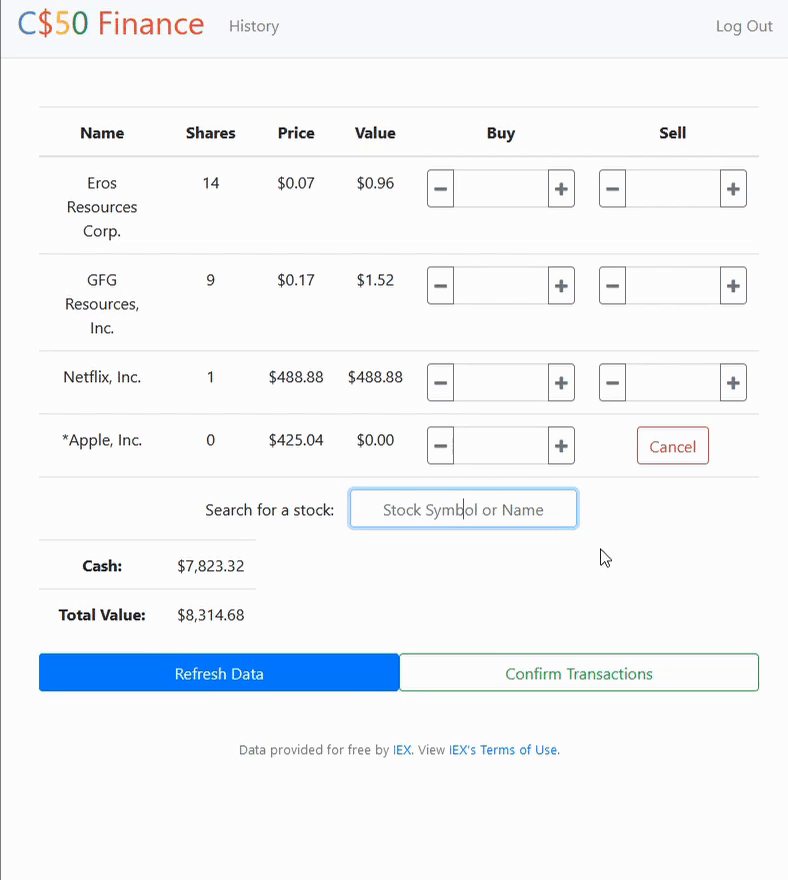 C$50 Finance History Log Out
Name Shares Price Value Buy Sell
Eros
Resources
Corp.
14 $0.07 $0.96 − + − +
GFG
Resources,
Inc.
9 $0.17 $1.52 − + − +
Netflix, Inc. 1 $488.88 $488.88 − + − +
*Apple, Inc. 0 $425.04 $0.00 − + Cancel
Search for a stock: Stock Symbol or Name
Cash: $7,823.32
Total Value: $8,314.68
Refresh Data Confirm Transactions
Data provided for free by IEX. View IEX's Terms of Use.